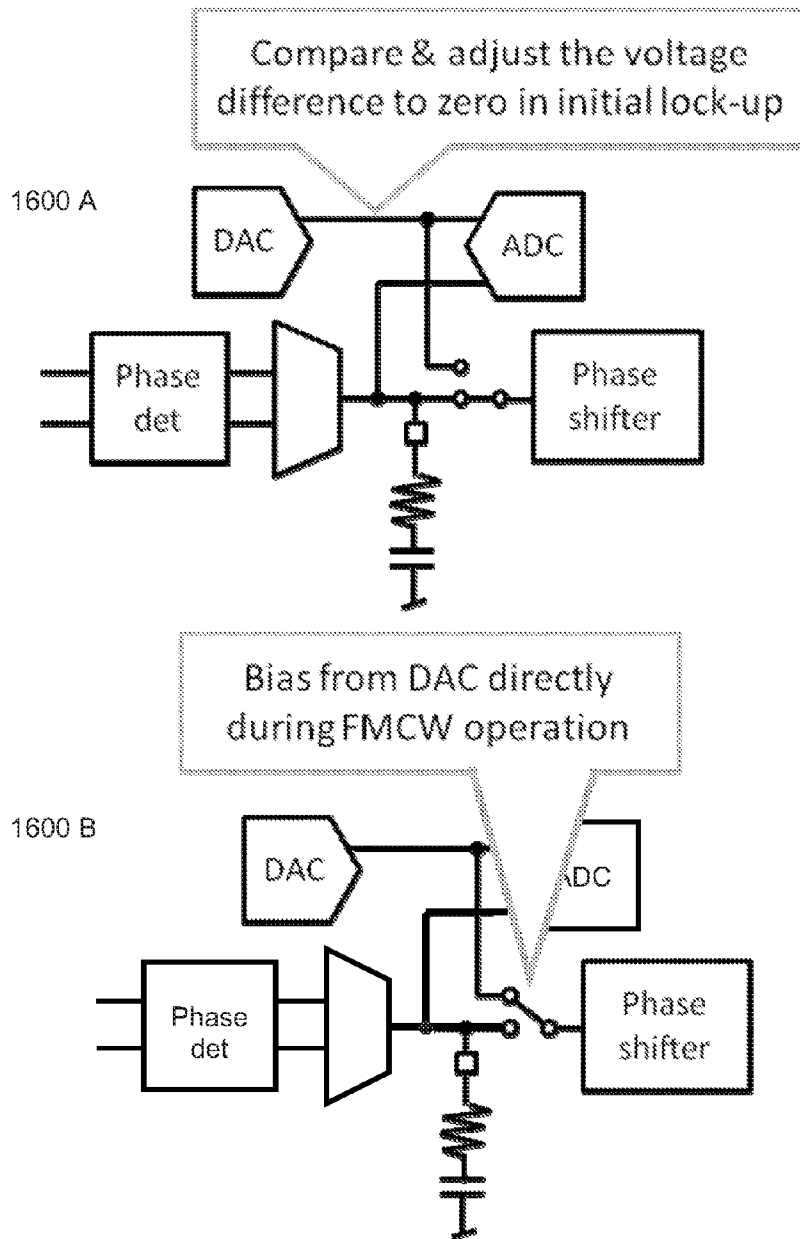 Compare & adjust the voltage
difference to zero in initial lock-up
1600 A
DAC
ADC
Phase
det
Phase
shifter
Bias from DAC directly
during FMCW operation
1600 B
DAC
ADC
Phase
det
Phase
shifter